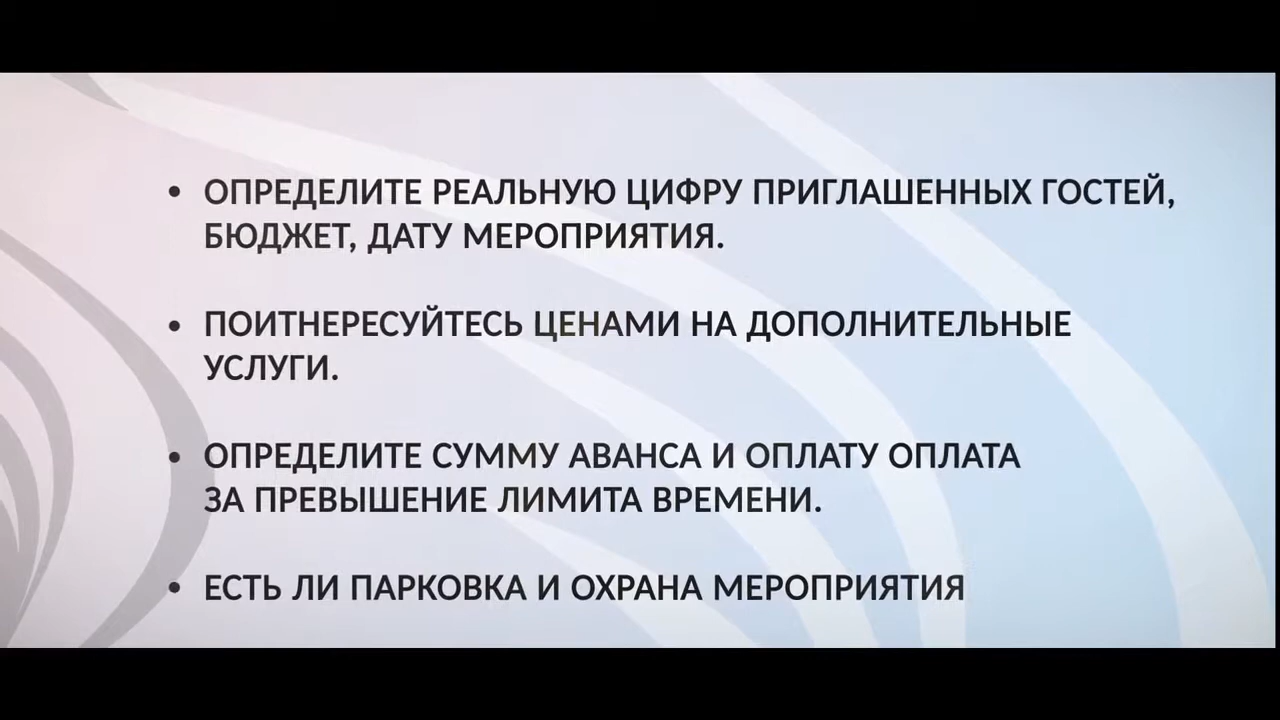 • ОПРЕДЕЛИТЕ РЕАЛЬНУЮ ЦИФРУ ПРИГЛАШЕННЫХ ГОСТЕЙ,
БЮДЖЕТ, ДАТУ МЕРОПРИЯТИЯ.
• ПОИТНЕРЕСУЙТЕСЬ ЦЕНАМИ НА ДОПОЛНИТЕЛЬНЫЕ
УСЛУГИ.
• ОПРЕДЕЛИТЕ СУММУ АВАНСА И ОПЛАТУ ОПЛАТА
ЗА ПРЕВЫШЕНИЕ ЛИМИТА ВРЕМЕНИ.
• ЕСТЬ ЛИ ПАРКОВКА И ОХРАНА МЕРОПРИЯТИЯ